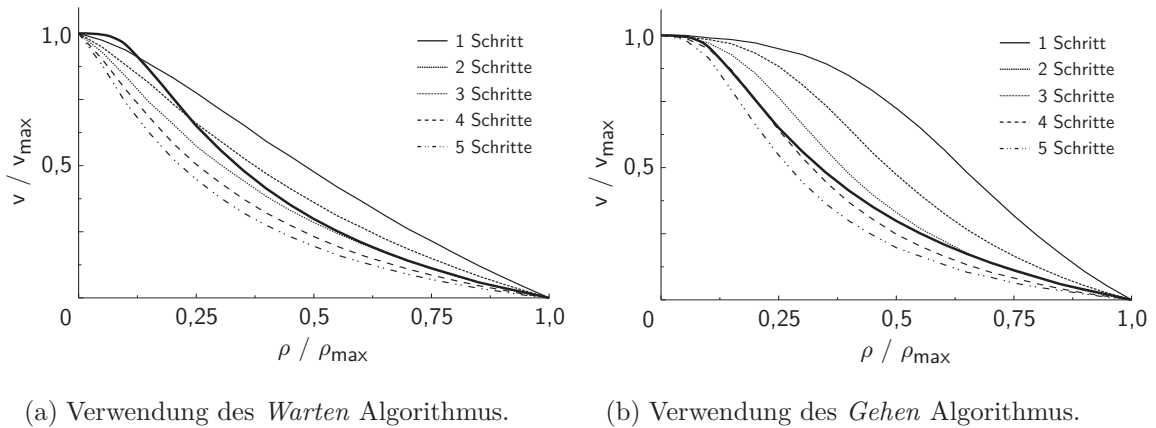 1,0
0,5
v / vmax
0
0,25
0,5
0,75
1,0
ρ / ρmax
1 Schritt
2 Schritte
3 Schritte
4 Schritte
5 Schritte
(a) Verwendung des Warten Algorithmus.
1,0
0,5
v / vmax
0
0,25
0,5
0,75
1,0
ρ / ρmax
1 Schritt
2 Schritte
3 Schritte
4 Schritte
5 Schritte
(b) Verwendung des Gehen Algorithmus.